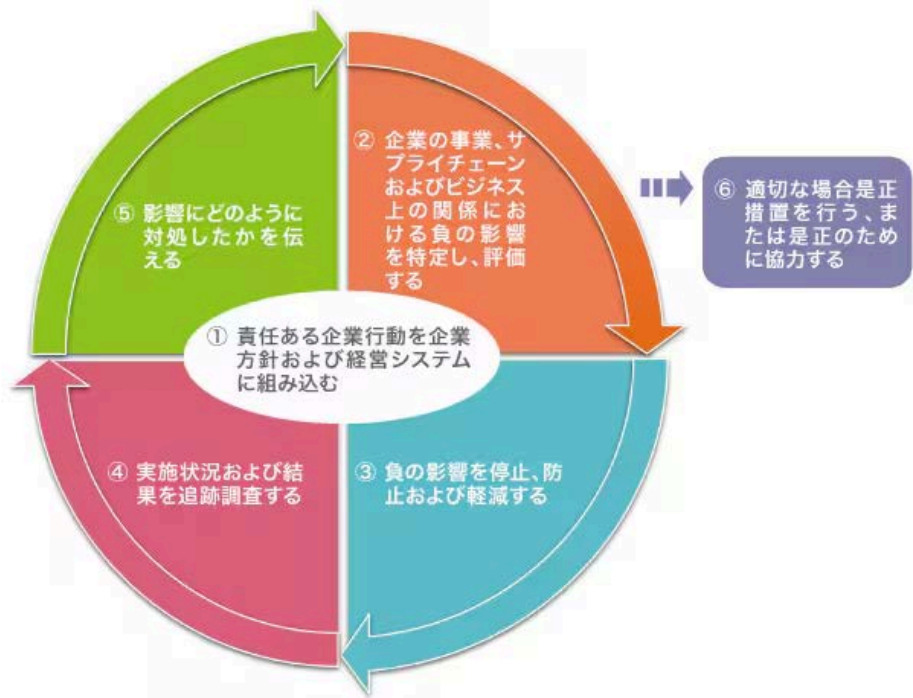 ① 責任ある企業行動を企業
方針および経営システム
に組み込む
② 企業の事業、サ
プライチェーン
およびビジネス
上の関係にお
ける負の影響
を特定し、評価
する
③ 負の影響を停止、防
止および軽減する
④ 実施状況および結
果を追跡調査する
⑤ 影響にどのように
対処したかを伝
える
⑥ 適切な場合是正
措置を行う、ま
たは是正のため
に協力する